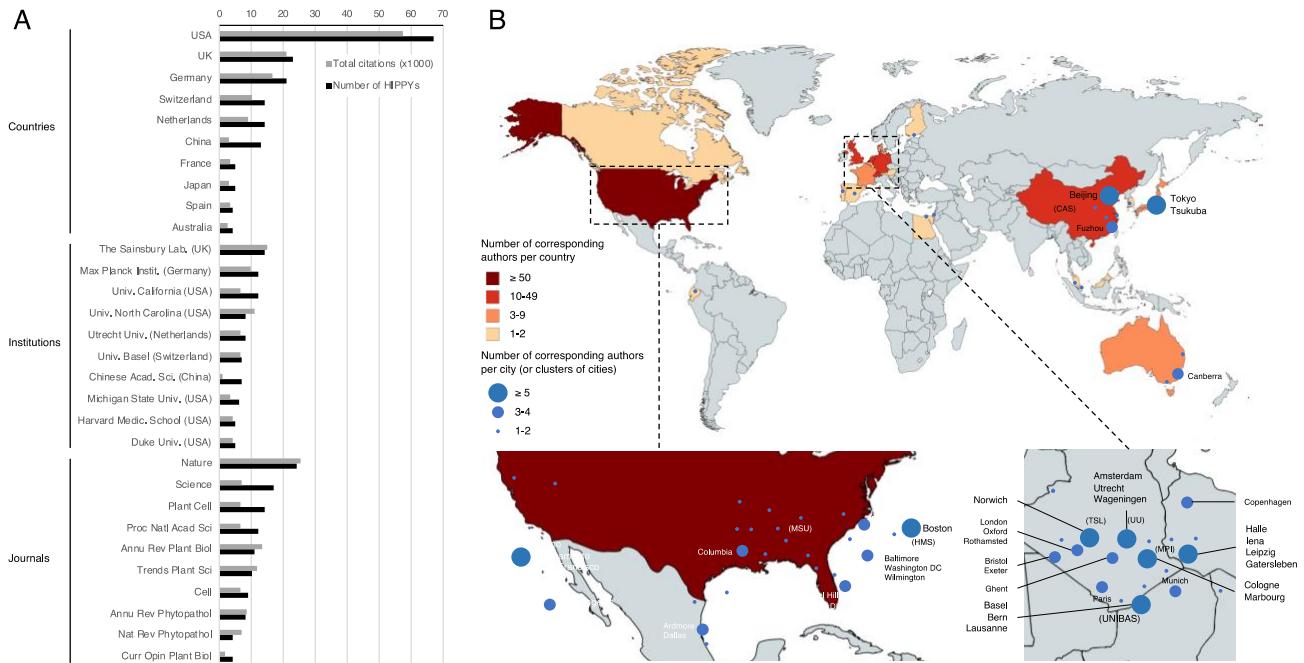 A
0 10 20 30 40 50 60 70
Total citations (x1000)
Number of HIPPYs
Countries
USA
UK
Germany
Switzerland
Netherlands
China
France
Japan
Spain
Australia
Institutions
The Sainsbury Lab. (UK)
Max Planck Instit. (Germany)
Univ. California (USA)
Univ. North Carolina (USA)
Utrecht Univ. (Netherlands)
Univ. Basel (Switzerland)
Chinese Acad. Sci. (China)
Michigan State Univ. (USA)
Harvard Medic. School (USA)
Duke Univ. (USA)
Journals
Nature
Science
Plant Cell
Proc Natl Acad Sci
Annu Rev Plant Biol
Trends Plant Sci
Cell
Annu Rev Phytopathol
Nat Rev Phytopathol
Curr Opin Plant Biol
B
Beijing
(CAS)
Fuzhou
Tokyo
Tsukuba
Canberra
Number of corresponding
authors per country
≥ 50
10-49
3-9
1-2
Number of corresponding authors
per city (or clusters of cities)
≥ 5
3-4
1-2
(MSU)
Columbia
Boston
(HMS)
Baltimore
Washington DC
Wilmington
Ardmore
Dallas
Hill
Amsterdam
Utrecht
Wageningen
Norwich
(TSL)
(UU)
Copenhagen
London
Oxford
Rothamsted
(MPI)
Halle
Iena
Leipzig
Gatersleben
Bristol
Exeter
Ghent
Munich
Cologne
Marbourg
Paris
Basel
Bern
Lausanne
(UNIBAS)